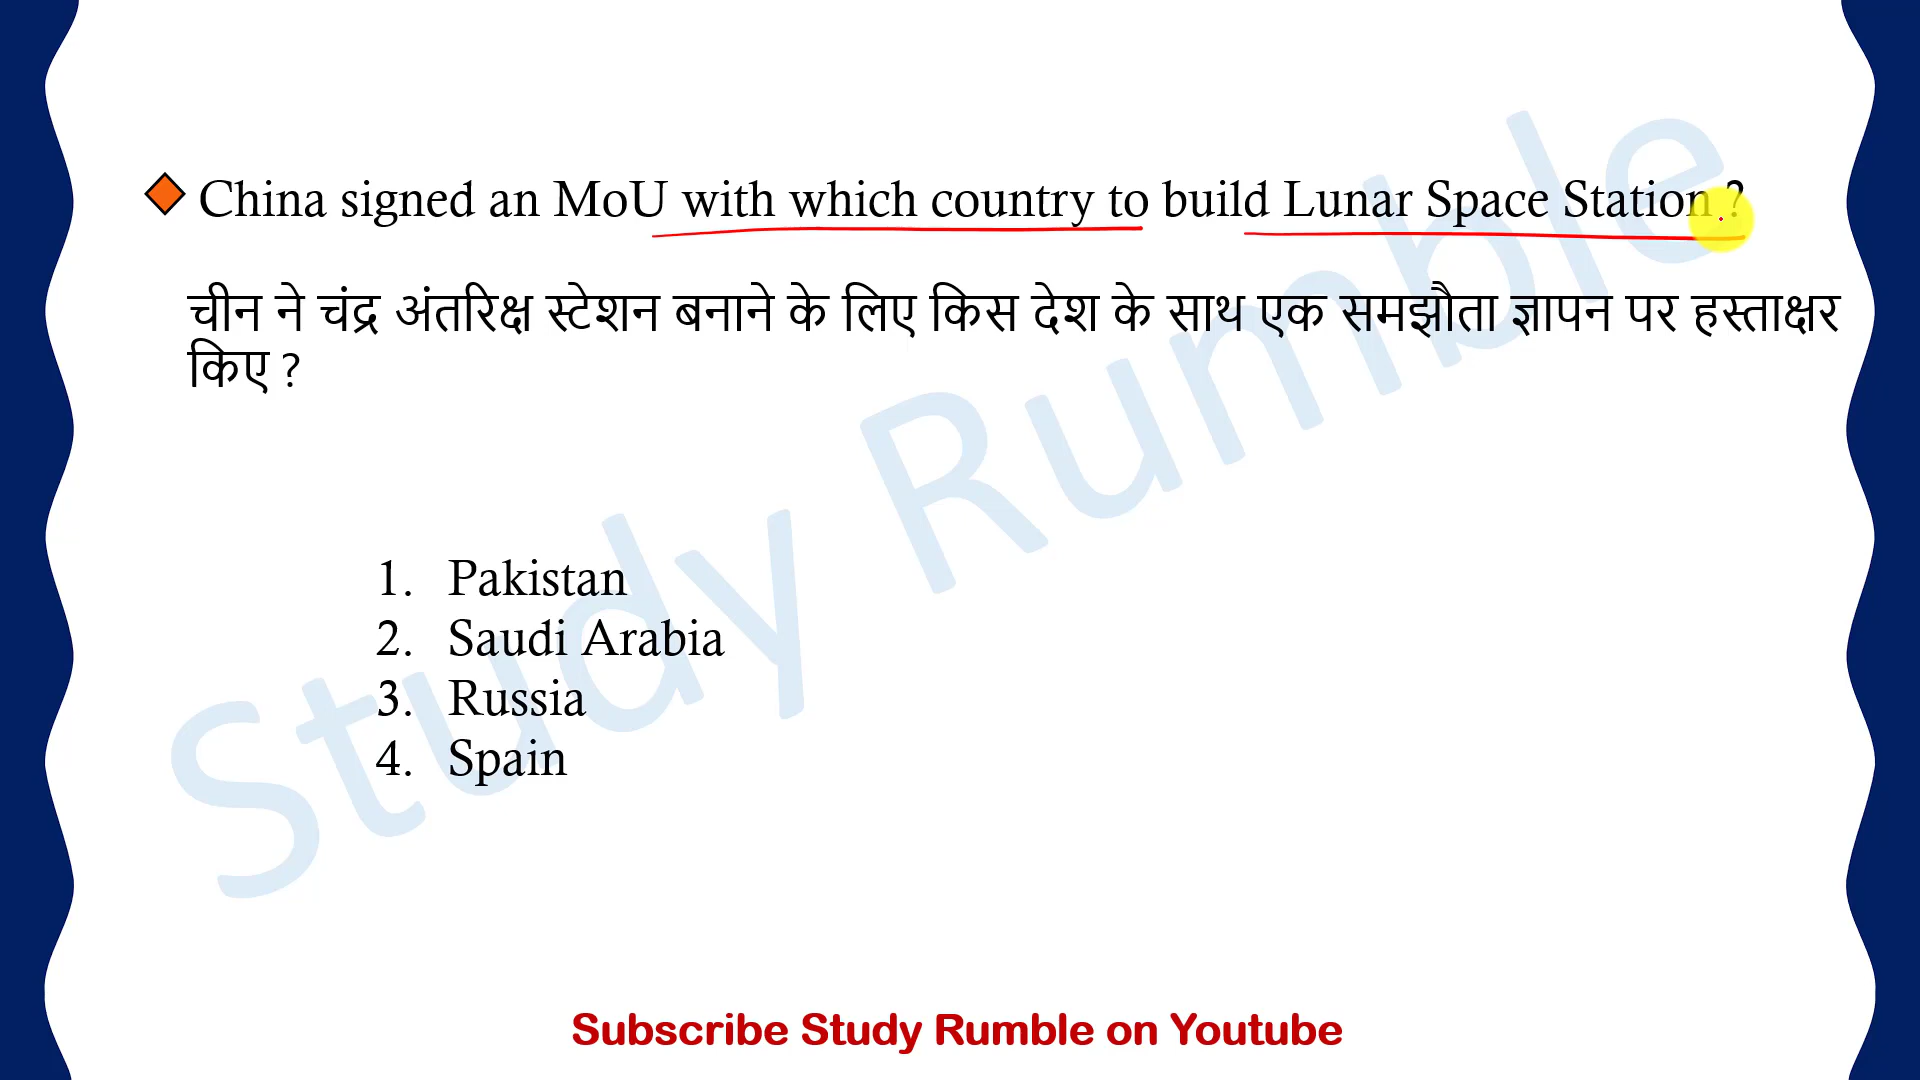 China signed an MoU with which country to build Lunar Space Station ?
चीन ने चंद्र अंतरिक्ष स्टेशन बनाने के लिए किस देश के साथ एक समझौता ज्ञापन पर हस्ताक्षर
किए ?
1. Pakistan
2. Saudi Arabia
3. Russia
4. Spain
Study Rumble
Subscribe Study Rumble on Youtube